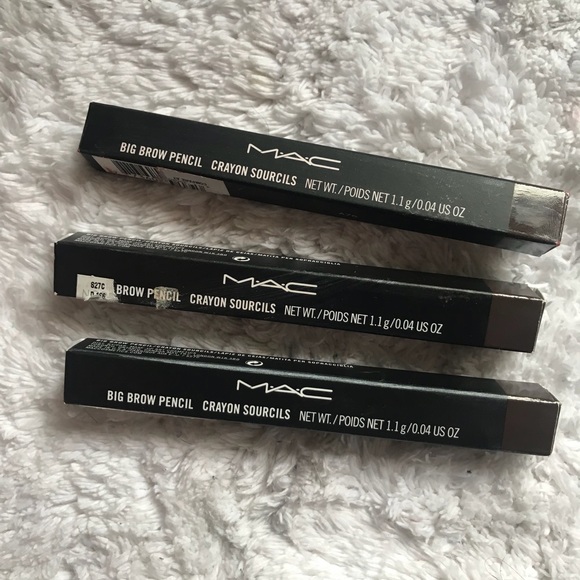 M·A·C
BIG BROW PENCIL CRAYON SOURCILS NET WT./POIDS NET 1.1 g/0.04 US OZ
M·A·C
G27C
BROW PENCIL CRAYON SOURCILS NET WT./POIDS NET 1.1 g/0.04 US OZ
M·A·C
BIG BROW PENCIL CRAYON SOURCILS NET WT./POIDS NET 1.1 g/0.04 US OZ